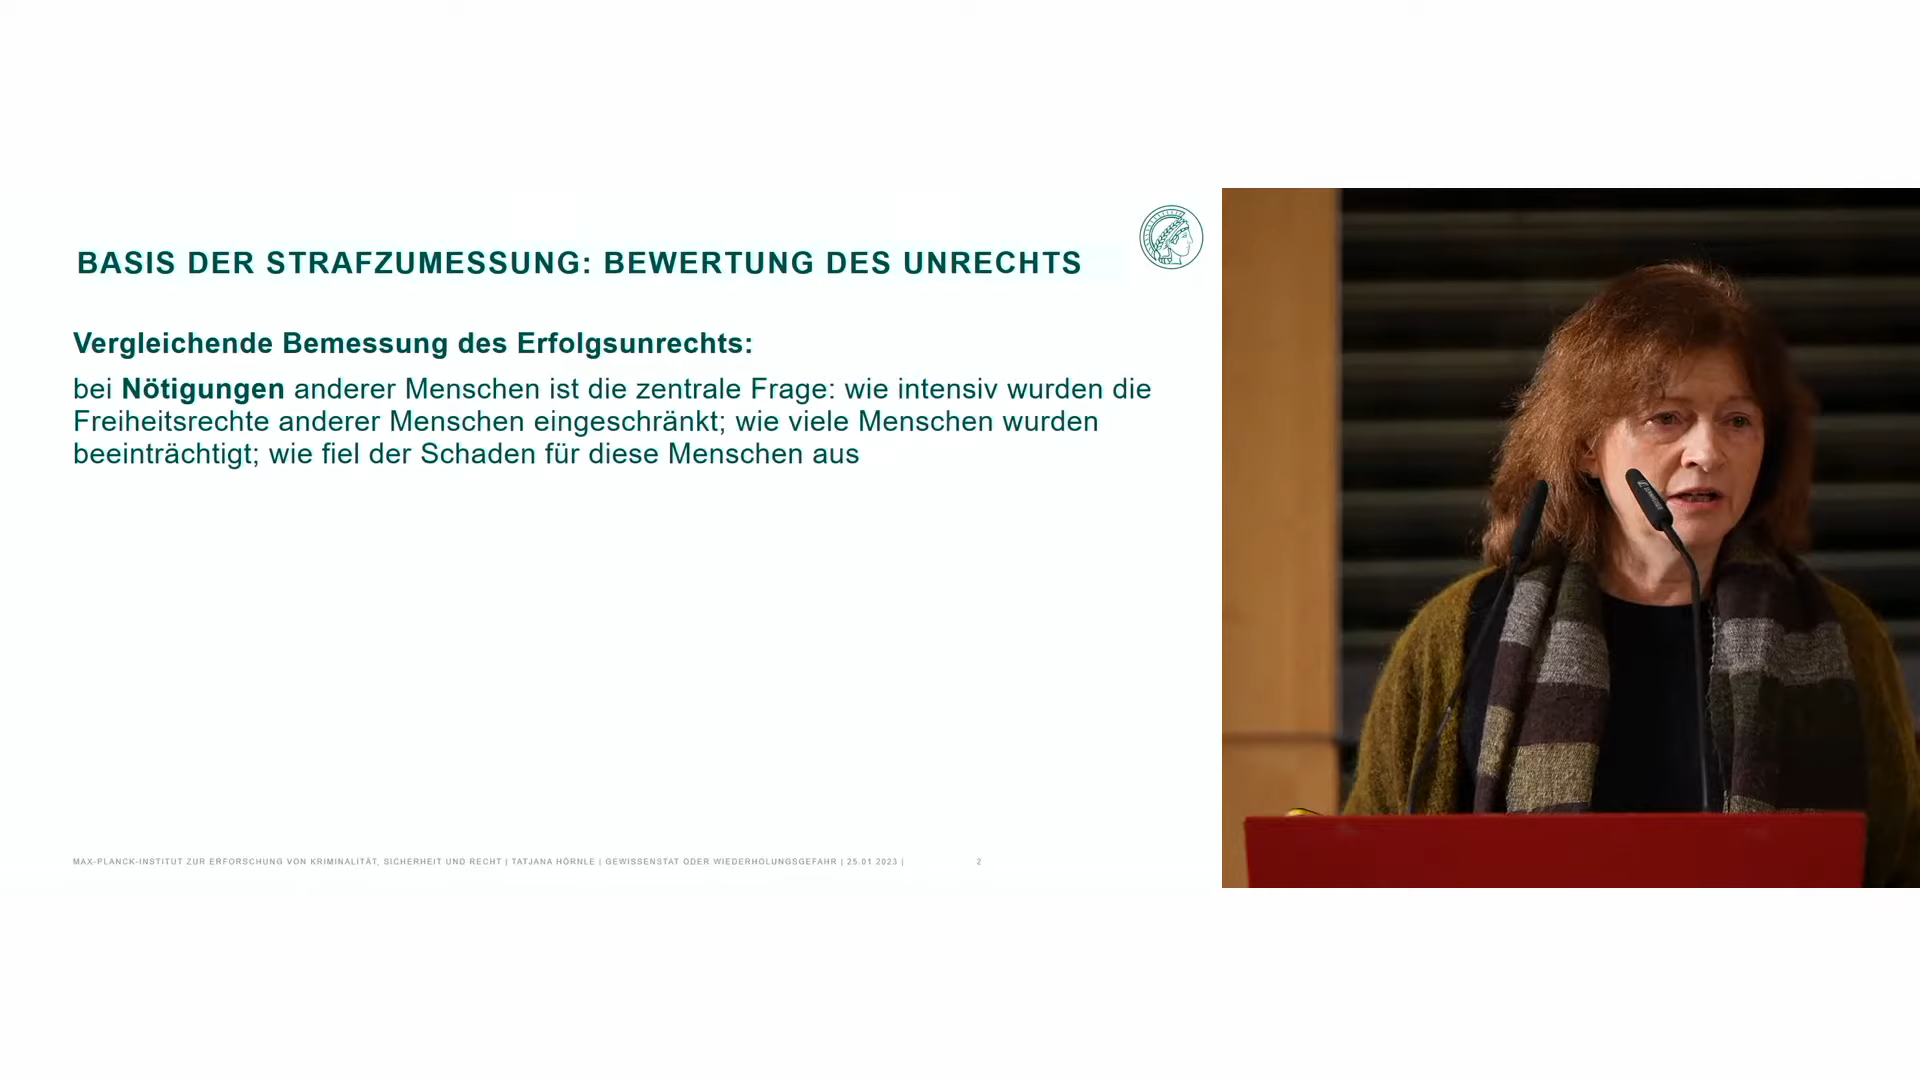 BASIS DER STRAFZUMESSUNG: BEWERTUNG DES UNRECHTS
Vergleichende Bemessung des Erfolgsunrechts:
bei Nötigungen anderer Menschen ist die zentrale Frage: wie intensiv wurden die
Freiheitsrechte anderer Menschen eingeschränkt; wie viele Menschen wurden
beeinträchtigt; wie fiel der Schaden für diese Menschen aus
MAX-PLANCK-INSTITUT ZUR ERFORSCHUNG VON KRIMINALITÄT, SICHERHEIT UND RECHT | TATJANA HÖRNLE | GEWISSENSTAT ODER WIEDERHOLUNGSGEFAHR | 25.01 2023 | 2